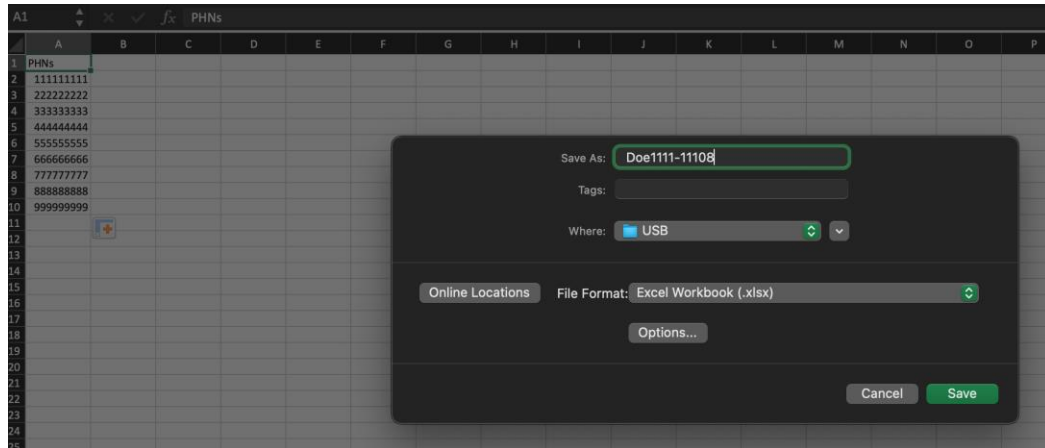 A1 fx PHNs
A B C D E F G H I J K L M N O P
1 PHNs
2 111111111
3 222222222
4 333333333
5 444444444
6 555555555
7 666666666
8 777777777
9 888888888
10 999999999
11
12
13
14
15
16
17
18
19
20
21
22
23
24
25
Save As: Doe1111-11108
Tags:
Where: USB
Online Locations File Format: Excel Workbook (.xlsx)
Options...
Cancel Save